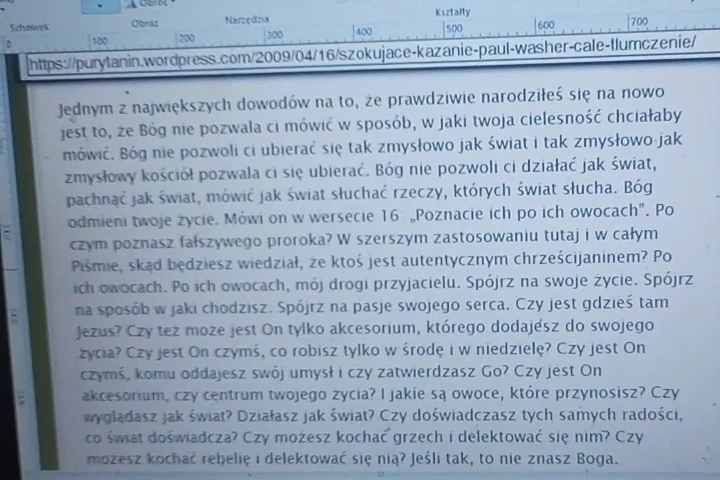 Obrót
Schowek
Obraz
Narzędzia
Kształty
0 100 200 300 400 500 600 700
https://purytanin.wordpress.com/2009/04/16/szokujace-kazanie-paul-washer-cale-tlumczenie/
Jednym z największych dowodów na to, że prawdziwie narodziłeś się na nowo
jest to, że Bóg nie pozwala ci mówić w sposób, w jaki twoja cielesność chciałaby
mówić. Bóg nie pozwoli ci ubierać się tak zmysłowo jak świat i tak zmysłowo jak
zmysłowy kościół pozwala ci się ubierać. Bóg nie pozwoli ci działać jak świat,
pachnąć jak świat, mówić jak świat słuchać rzeczy, których świat słucha. Bóg
odmieni twoje życie. Mówi on w wersecie 16 „Poznacie ich po ich owocach”. Po
czym poznasz fałszywego proroka? W szerszym zastosowaniu tutaj i w całym
Piśmie, skąd będziesz wiedział, że ktoś jest autentycznym chrześcijaninem? Po
ich owocach. Po ich owocach, mój drogi przyjacielu. Spójrz na swoje życie. Spójrz
na sposób w jaki chodzisz. Spójrz na pasje swojego serca. Czy jest gdzieś tam
Jezus? Czy też może jest On tylko akcesorium, którego dodajesz do swojego
życia? Czy jest On czymś, co robisz tylko w środę i w niedzielę? Czy jest On
czymś, komu oddajesz swój umysł i czy zatwierdzasz Go? Czy jest On
akcesorium, czy centrum twojego życia? I jakie są owoce, które przynosisz? Czy
wyglądasz jak świat? Działasz jak świat? Czy doświadczasz tych samych radości,
co świat doświadcza? Czy możesz kochać grzech i delektować się nim? Czy
możesz kochać rebelię i delektować się nią? Jeśli tak, to nie znasz Boga.